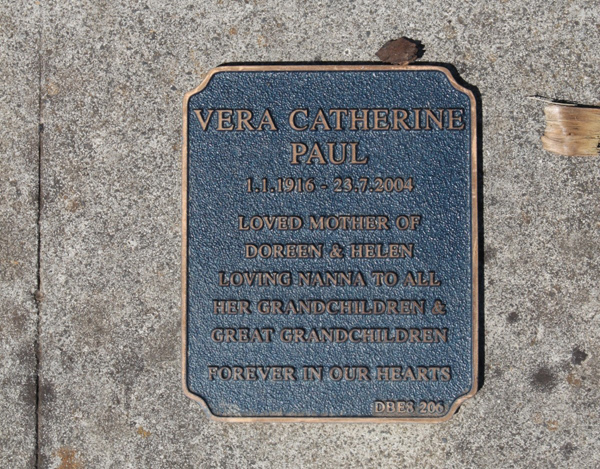 VERA CATHERINE
PAUL
1.1.1916 - 23.7.2004
LOVED MOTHER OF
DOREEN & HELEN
LOVING NANNA TO ALL
HER GRANDCHILDREN &
GREAT GRANDCHILDREN
FOREVER IN OUR HEARTS
DBE8 206